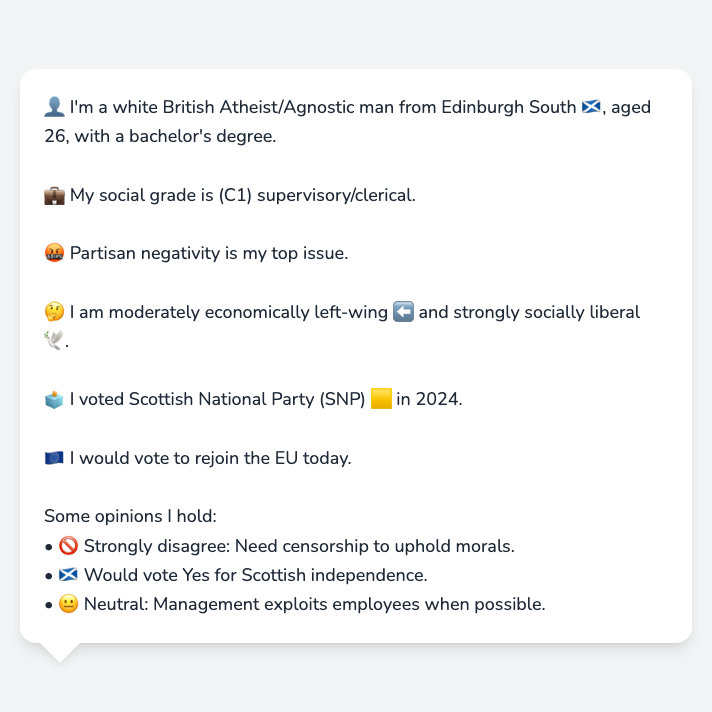 👤 I'm a white British Atheist/Agnostic man from Edinburgh South 🏴󠁧󠁢󠁳󠁣󠁴󠁿, aged
26, with a bachelor's degree.
💼 My social grade is (C1) supervisory/clerical.
🤬 Partisan negativity is my top issue.
🤔 I am moderately economically left-wing ⬅️ and strongly socially liberal
🕊️.
🗳️ I voted Scottish National Party (SNP) 🟨 in 2024.
🇪🇺 I would vote to rejoin the EU today.
Some opinions I hold:
• 🚫 Strongly disagree: Need censorship to uphold morals.
• 🏴󠁧󠁢󠁳󠁣󠁴󠁿 Would vote Yes for Scottish independence.
• 😐 Neutral: Management exploits employees when possible.